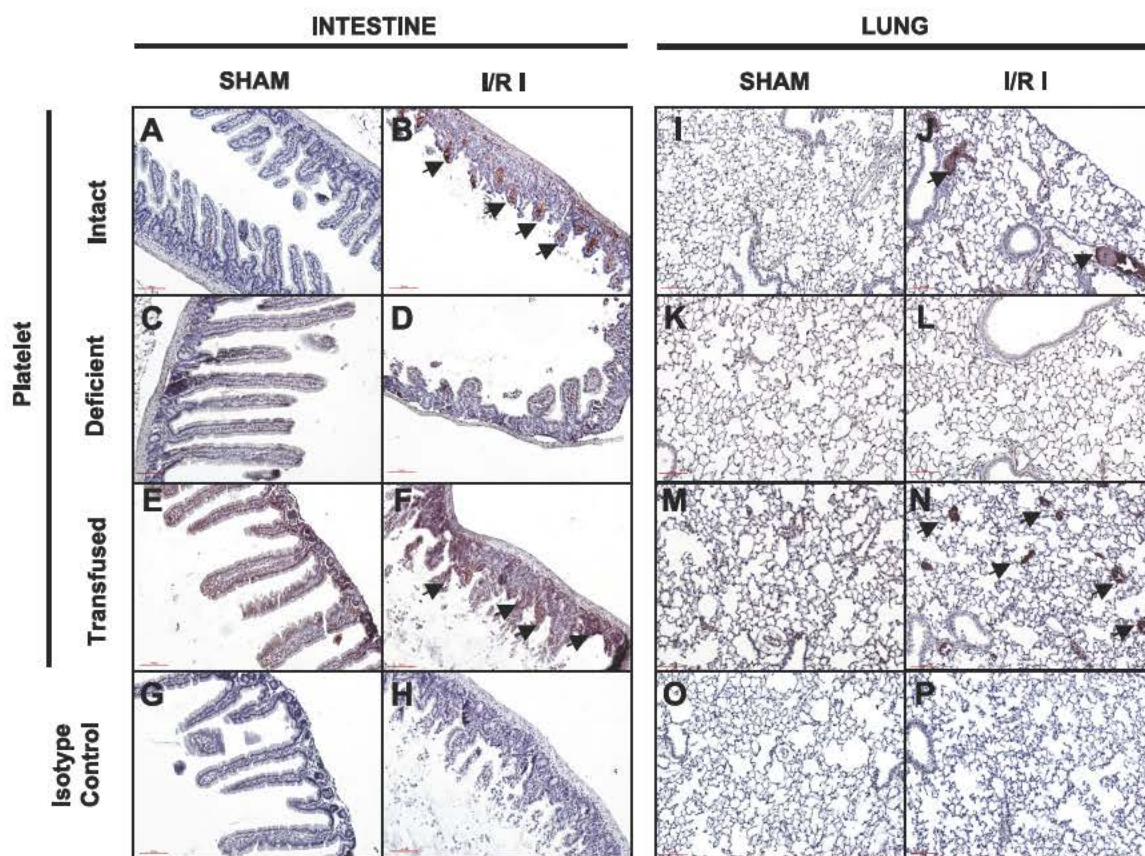 INTESTINE LUNG
SHAM I/R I SHAM I/R I
Platelet
Intact
Deficient
Transfused
Isotype
Control
A B I J
C D K L
E F M N
G H O P